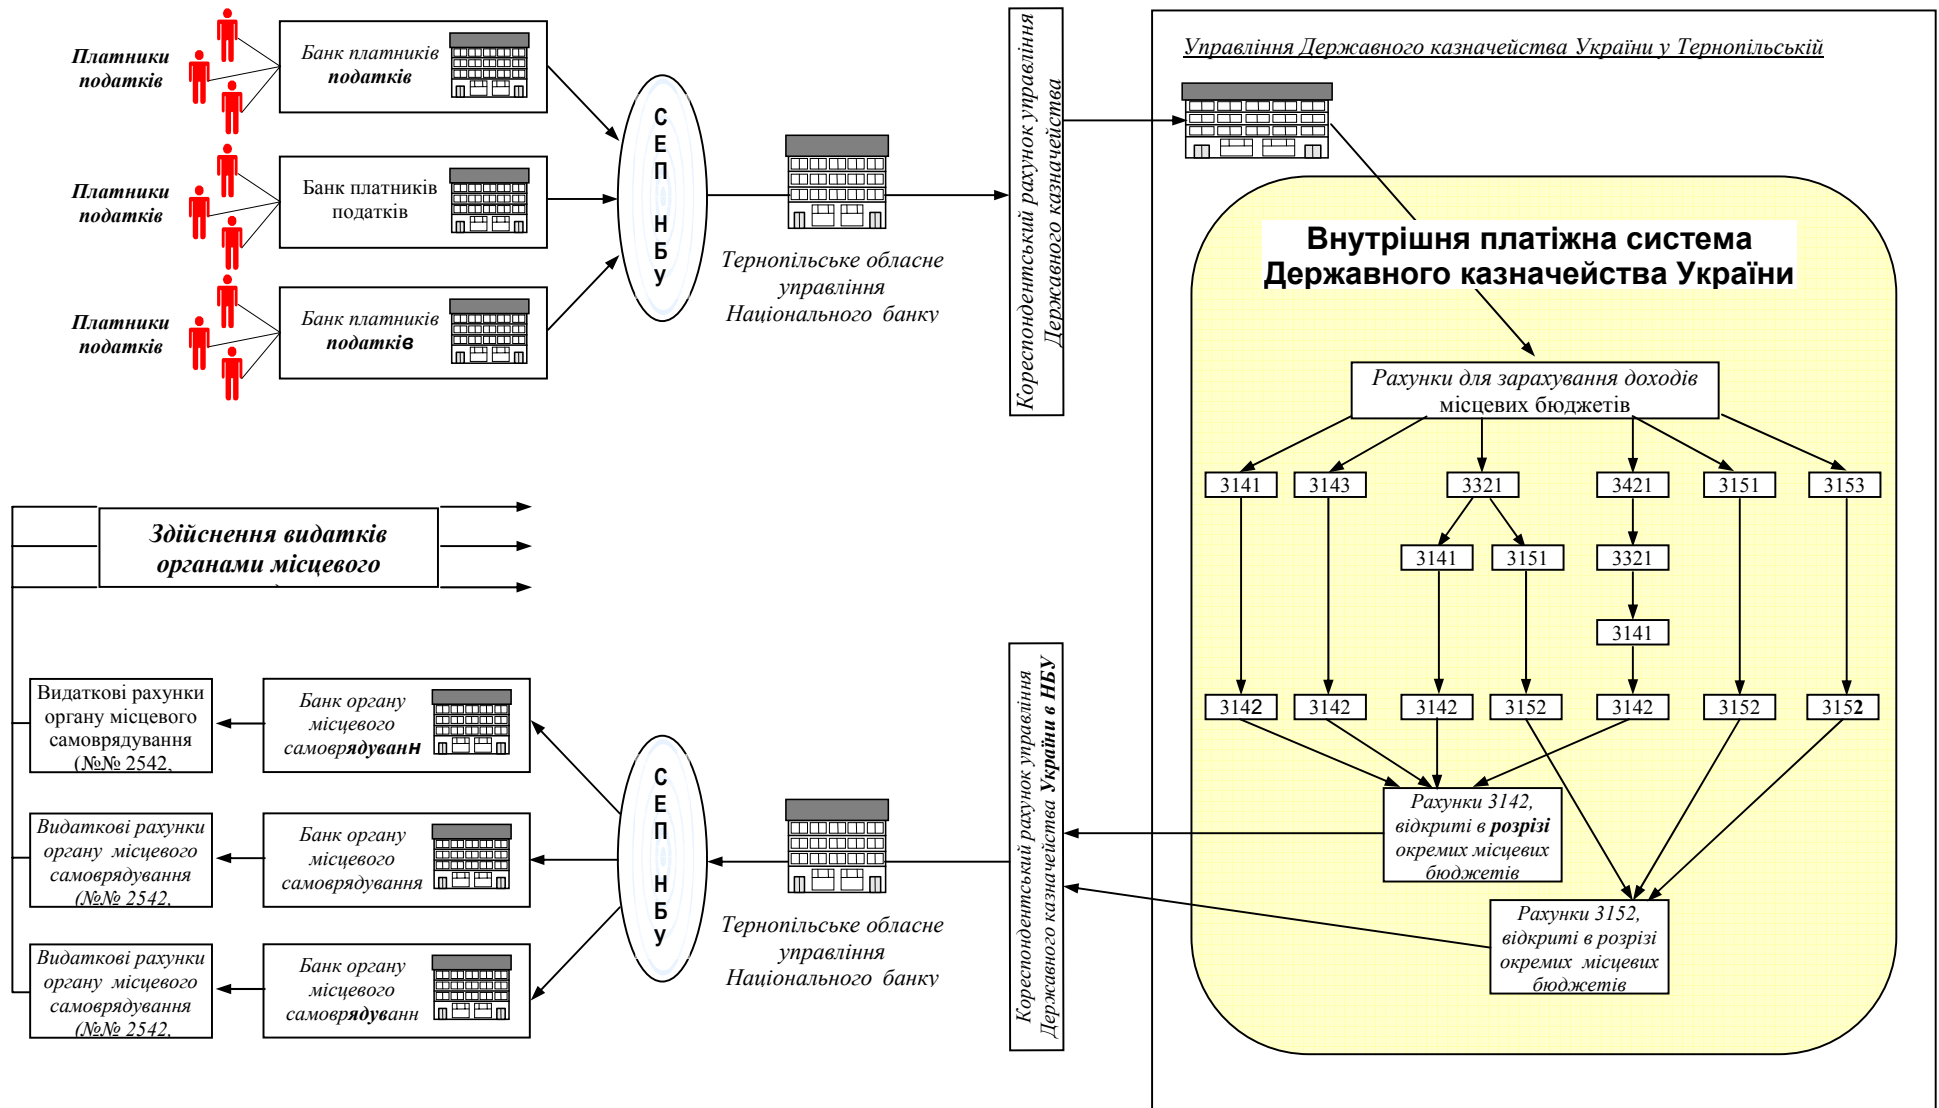 Платники
податків
Банк платників
податків
Платники
податків
Банк платників
податків
Платники
податків
Банк платників
податків
СЕП НБУ
Тернопільське обласне
управління
Національного банку
Кореспондентський рахунок управління
Державного казначейства
Управління Державного казначейства України у Тернопільській
Внутрішня платіжна система
Державного казначейства України
Рахунки для зарахування доходів
місцевих бюджетів
3141 3143 3321 3421 3151 3153
3141 3151 3321
3141
3142 3142 3142 3152 3142 3152 3152
Рахунки 3142,
відкриті в розрізі
окремих місцевих
бюджетів
Рахунки 3152,
відкриті в розрізі
окремих місцевих
бюджетів
Кореспондентський рахунок управління
Державного казначейства України в НБУ
Тернопільське обласне
управління
Національного банку
СЕП НБУ
Банк органу
місцевого
самоврядуванн
Банк органу
місцевого
самоврядування
Банк органу
місцевого
самоврядуванн
Видаткові рахунки
органу місцевого
самоврядування
(№№ 2542,
Видаткові рахунки
органу місцевого
самоврядування
(№№ 2542,
Видаткові рахунки
органу місцевого
самоврядування
(№№ 2542,
Здійснення видатків
органами місцевого